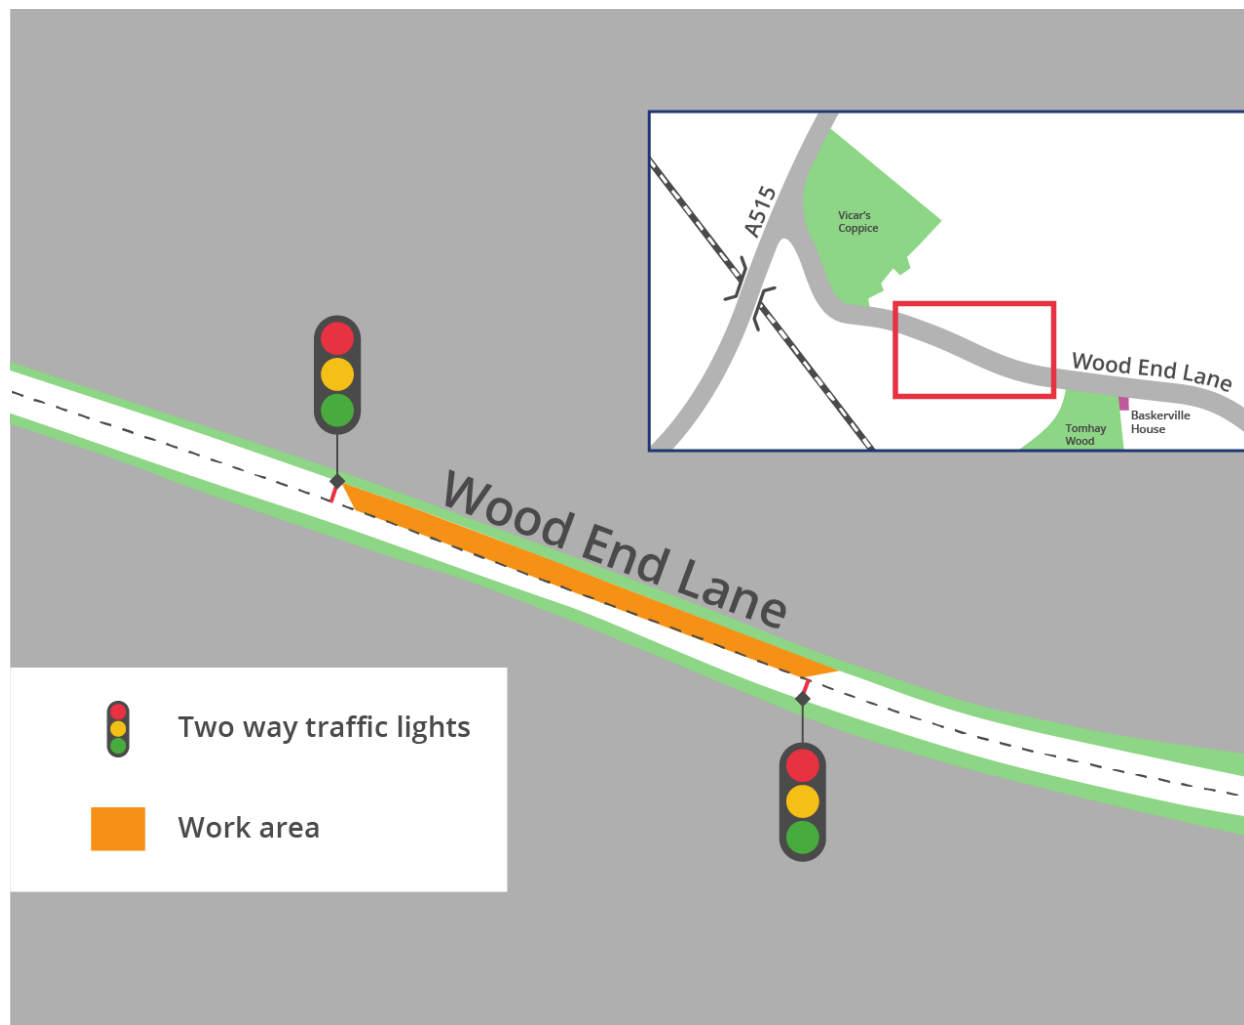 A515
Vicar's
Coppice
Wood End Lane
Baskerville
House
Tomhay
Wood
Wood End Lane
Two way traffic lights
Work area